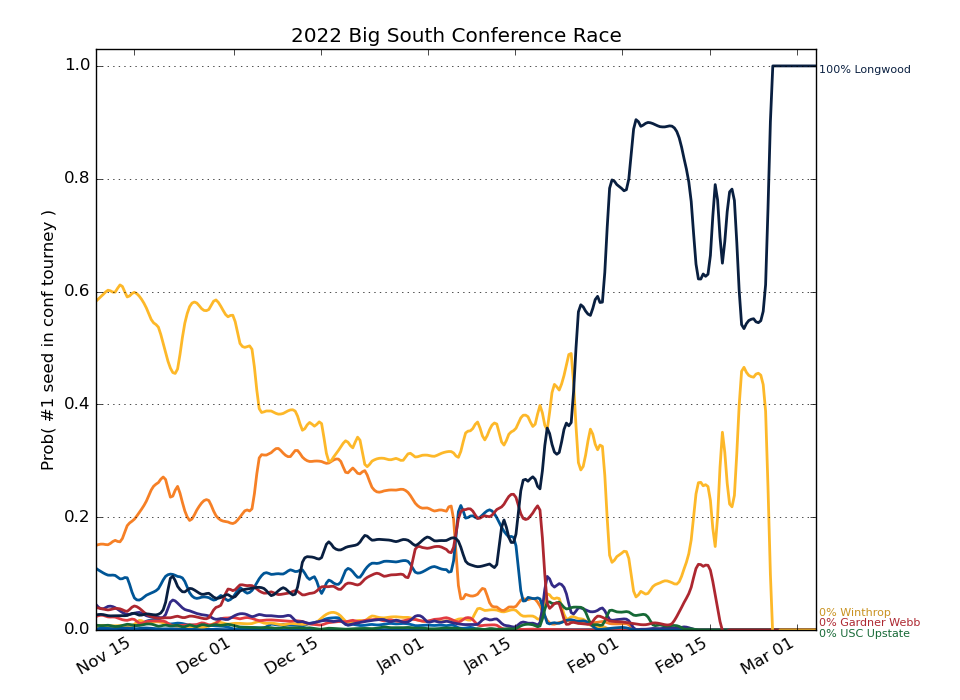 2022 Big South Conference Race
Prob( #1 seed in conf tourney )
1.0
0.8
0.6
0.4
0.2
0.0
100% Longwood
0% Winthrop
0% Gardner Webb
0% USC Upstate
Nov 15
Dec 01
Dec 15
Jan 01
Jan 15
Feb 01
Feb 15
Mar 01